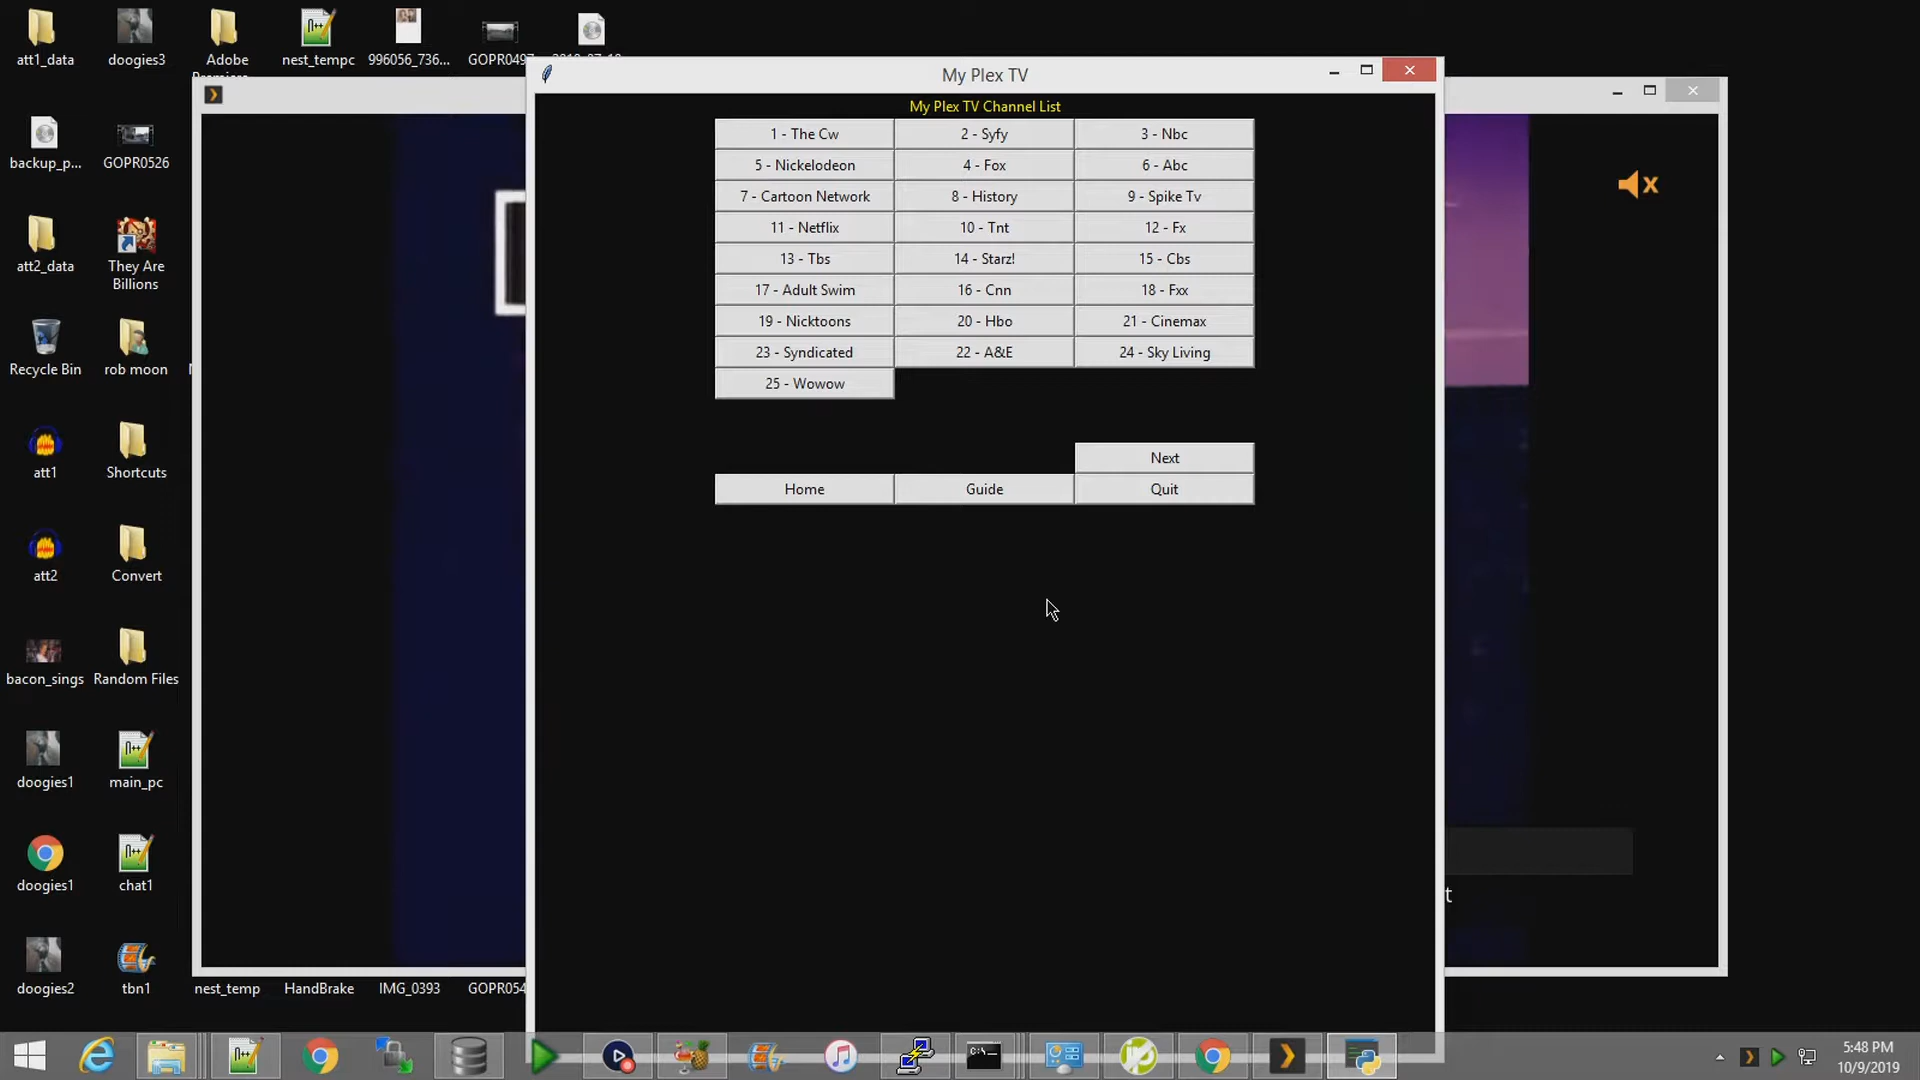 att1_data
doogies3
Adobe
nest_tempc
996056_736...
My Plex TV
My Plex TV Channel List
1 - The Cw
2 - Syfy
3 - Nbc
5 - Nickelodeon
4 - Fox
6 - Abc
7 - Cartoon Network
8 - History
9 - Spike Tv
11 - Netflix
10 - Tnt
12 - Fx
13 - Tbs
14 - Starz!
15 - Cbs
17 - Adult Swim
16 - Cnn
18 - Fxx
19 - Nicktoons
20 - Hbo
21 - Cinemax
23 - Syndicated
22 - A&E
24 - Sky Living
25 - Wowow
Next
Home
Guide
Quit
backup_p...
GOPR0526
att2_data
They Are
Billions
Recycle Bin
rob moon
att1
Shortcuts
att2
Convert
bacon_sings
Random Files
doogies1
main_pc
doogies1
chat1
t
doogies2
tbn1
nest_temp
HandBrake
IMG_0393
GOPR054
5:48 PM
10/9/2019